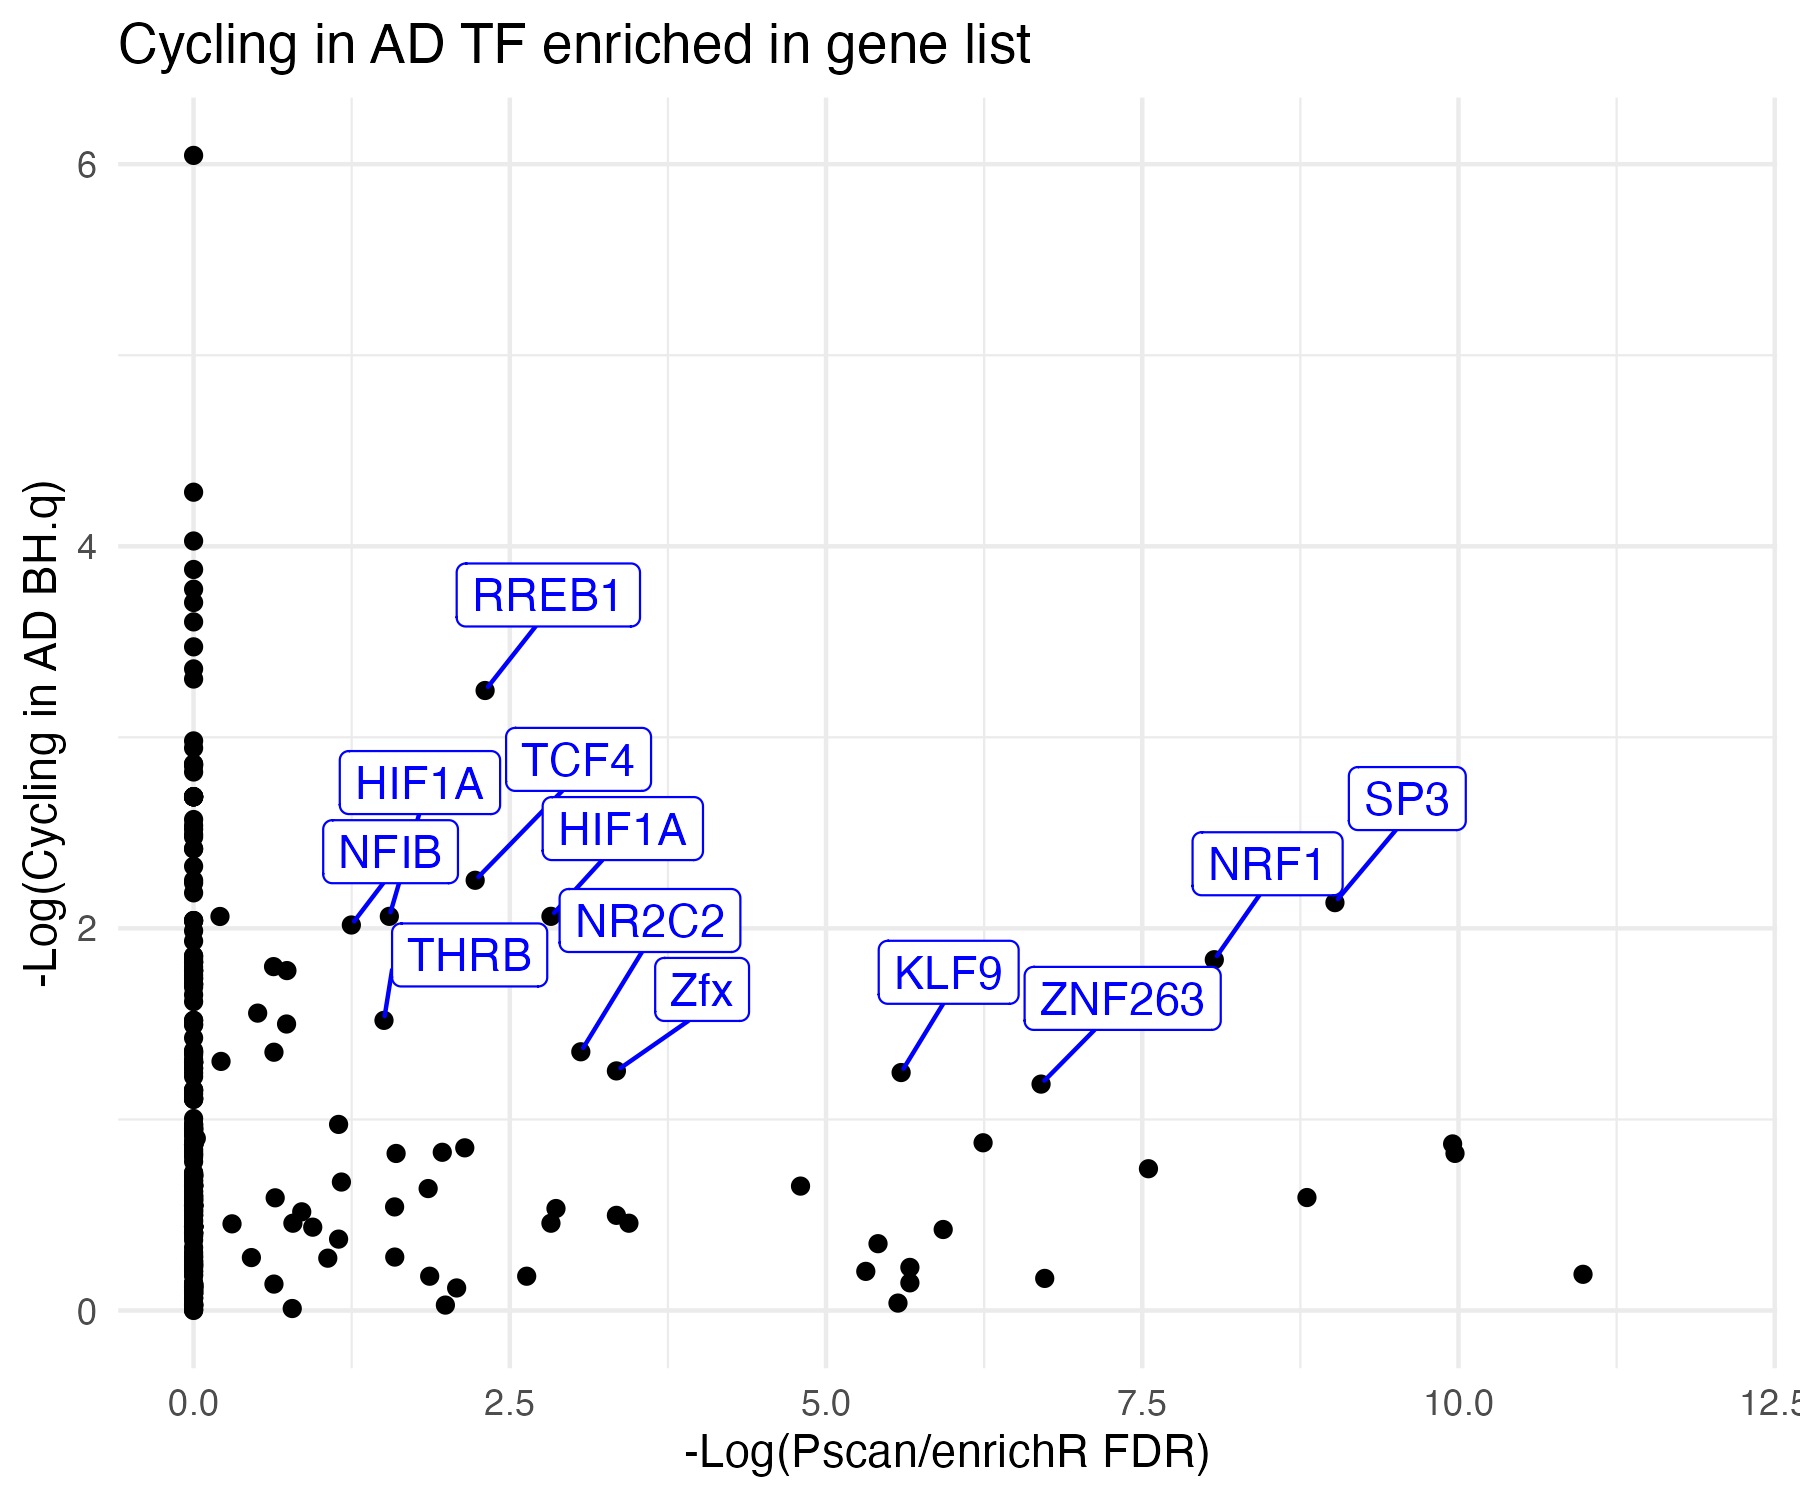 Cycling in AD TF enriched in gene list
-Log(Cycling in AD BH.q)
6
4
2
0
RREB1
TCF4
HIF1A
HIF1A
NFIB
SP3
NRF1
NR2C2
THRB
KLF9
Zfx
ZNF263
0.0
2.5
5.0
7.5
10.0
12.5
-Log(Pscan/enrichR FDR)